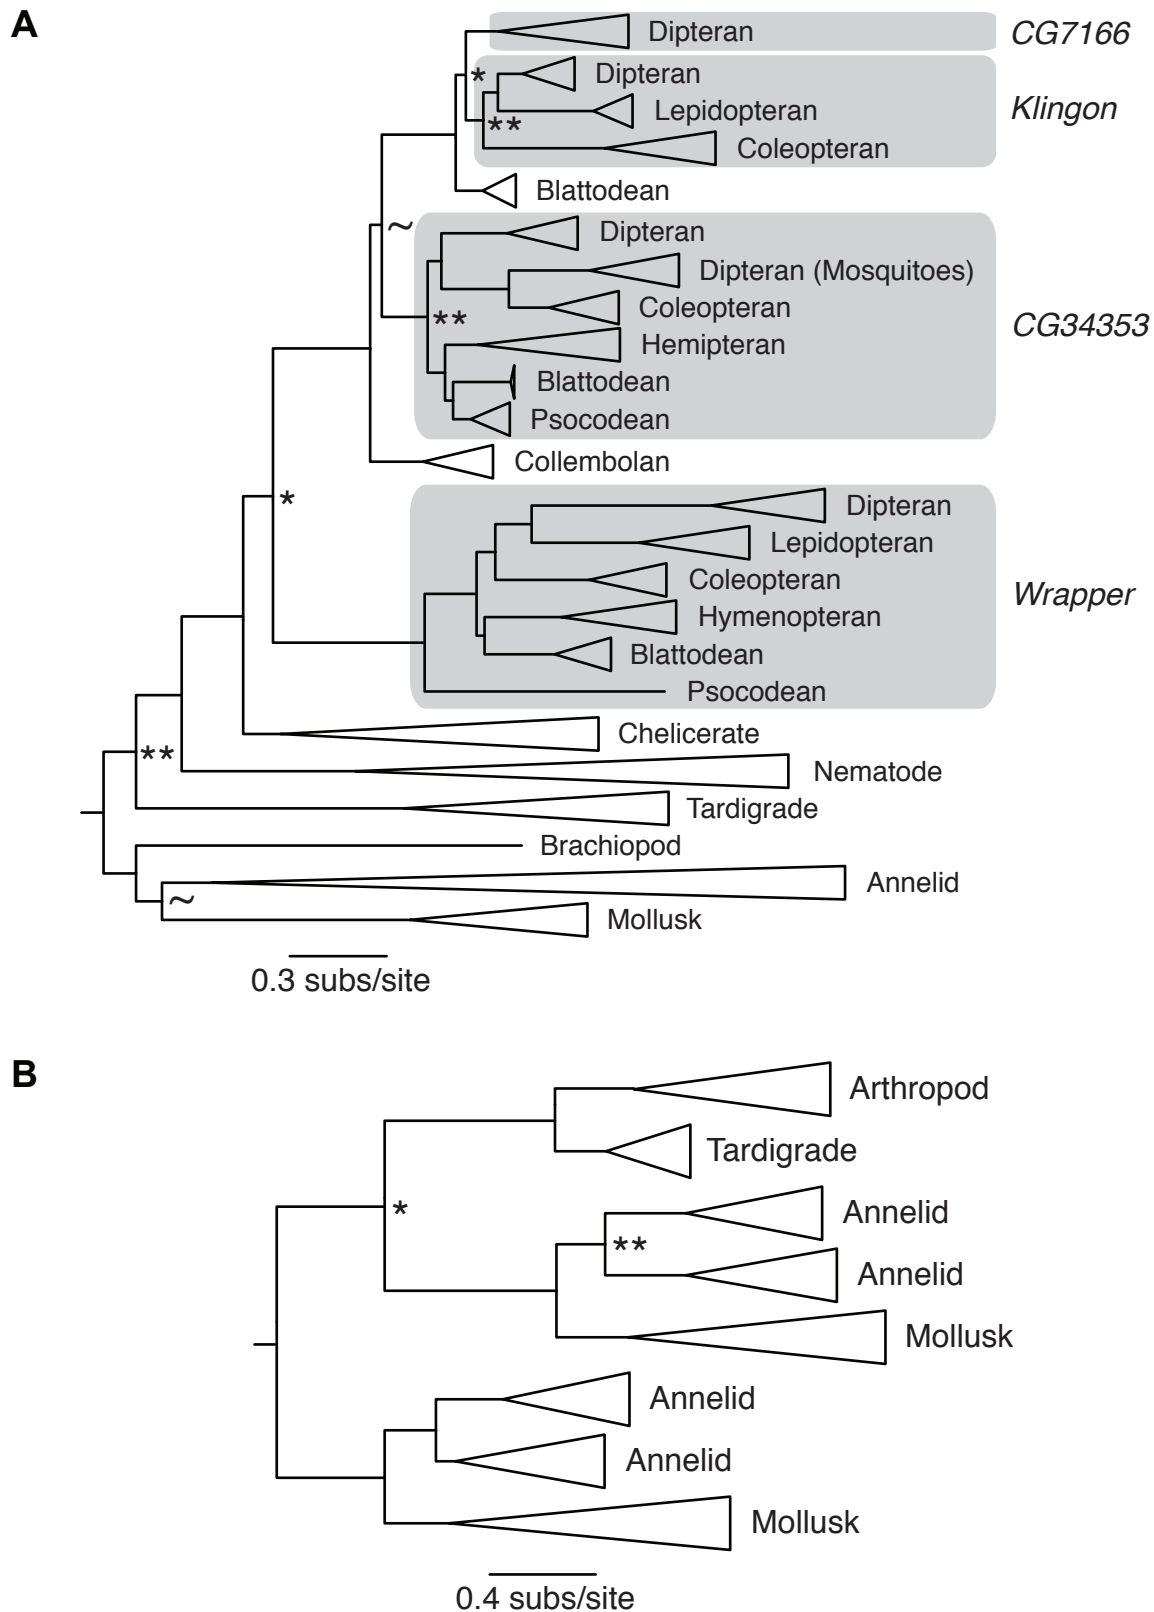 A
Dipteran
CG7166
*
Dipteran
Lepidopteran
Klingon
**
Coleopteran
Blattodean
~
Dipteran
Dipteran (Mosquitoes)
Coleopteran
**
CG34353
Hemipteran
Blattodean
Psocodean
Collembolan
*
Dipteran
Lepidopteran
Coleopteran
Wrapper
Hymenopteran
Blattodean
Psocodean
Chelicerate
**
Nematode
Tardigrade
Brachiopod
Annelid
~
Mollusk
0.3 subs/site
B
Arthropod
Tardigrade
*
Annelid
**
Annelid
Mollusk
Annelid
Annelid
Mollusk
0.4 subs/site